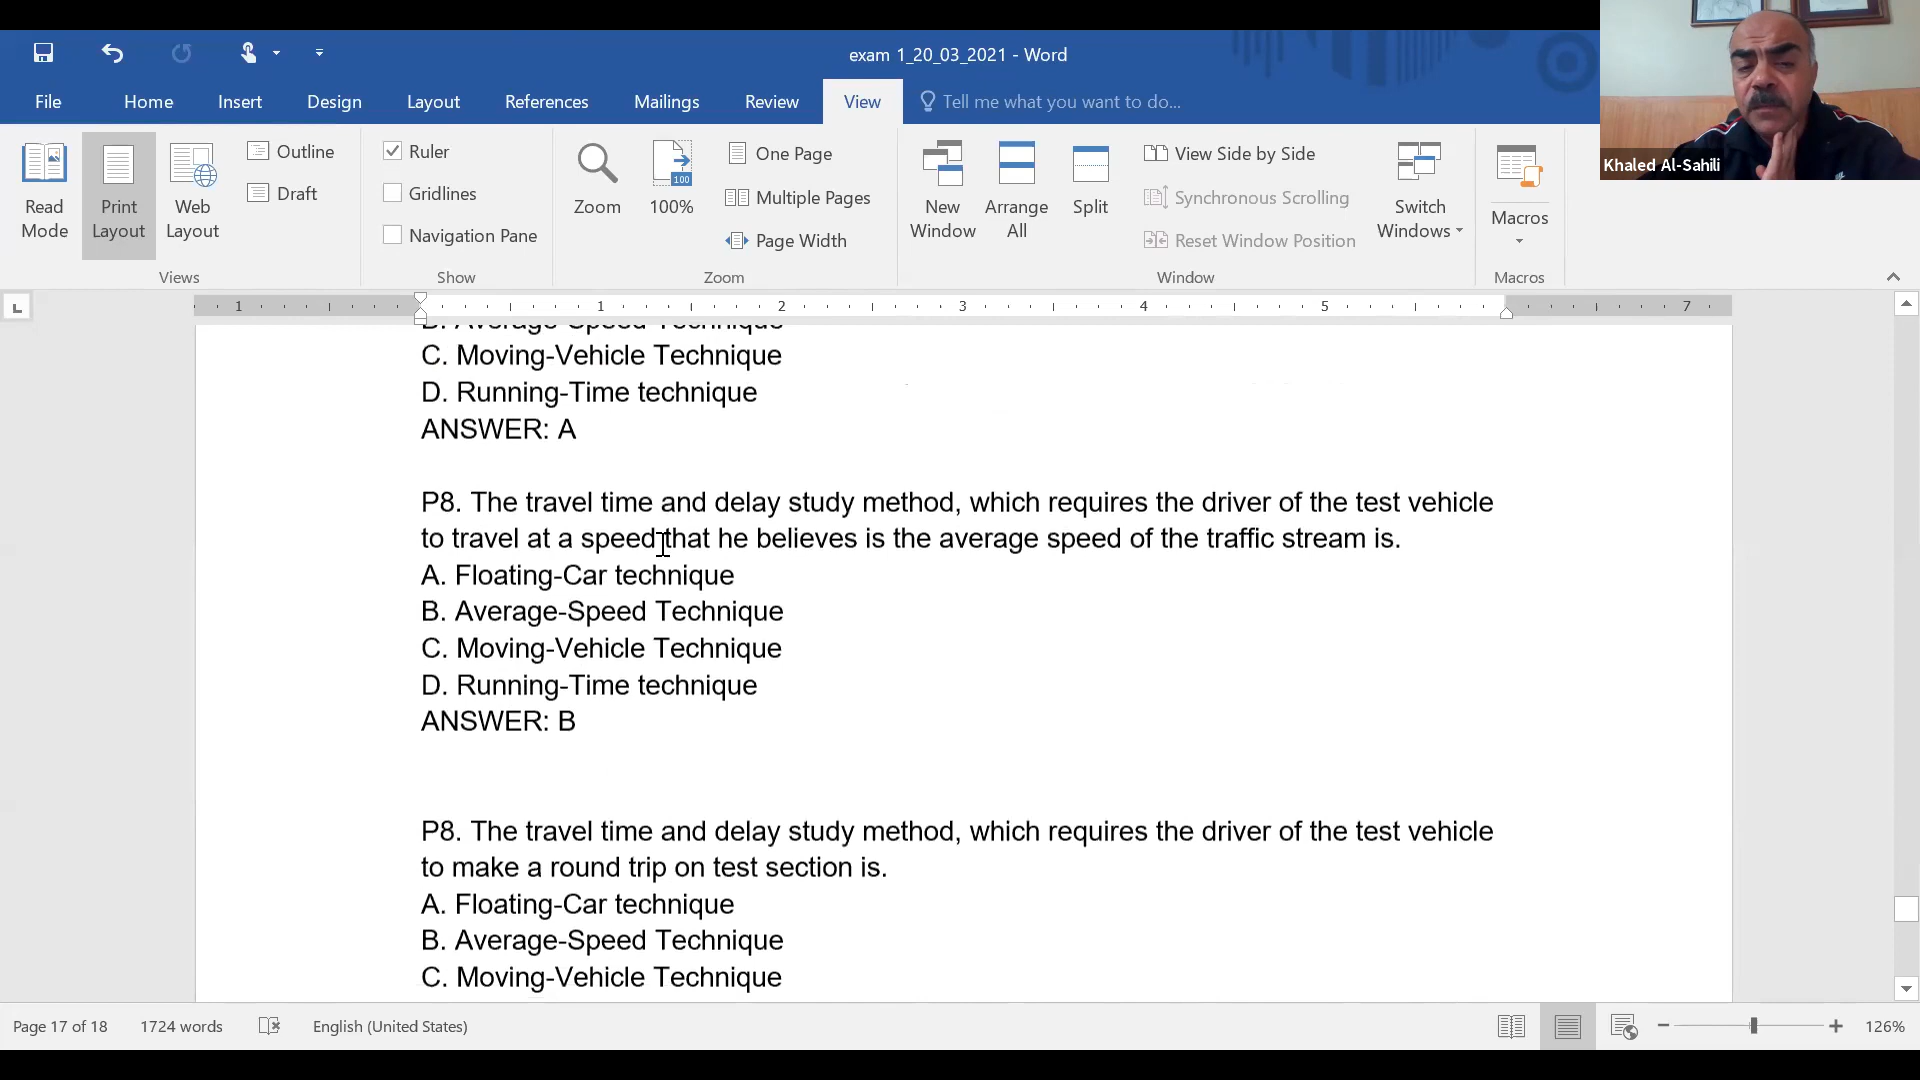 exam 1_20_03_2021 - Word
File Home Insert Design Layout References Mailings Review View Tell me what you want to do...
Khaled Al-Sahili
Read Mode
Print Layout
Web Layout
Outline
Draft
Views
Ruler
Gridlines
Navigation Pane
Show
Zoom
100
100%
One Page
Multiple Pages
Page Width
Zoom
New Window
Arrange All
Split
View Side by Side
Synchronous Scrolling
Reset Window Position
Window
Switch Windows
Macros
Macros
1 1 2 3 4 5 7
B. Average-Speed Technique
C. Moving-Vehicle Technique
D. Running-Time technique
ANSWER: A
P8. The travel time and delay study method, which requires the driver of the test vehicle
to travel at a speed that he believes is the average speed of the traffic stream is.
A. Floating-Car technique
B. Average-Speed Technique
C. Moving-Vehicle Technique
D. Running-Time technique
ANSWER: B
P8. The travel time and delay study method, which requires the driver of the test vehicle
to make a round trip on test section is.
A. Floating-Car technique
B. Average-Speed Technique
C. Moving-Vehicle Technique
Page 17 of 18 1724 words English (United States) 126%